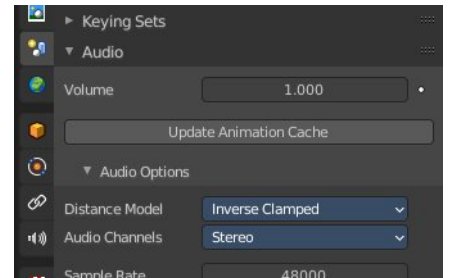 Keying Sets
Audio
Volume 1.000
Update Animation Cache
Audio Options
Distance Model Inverse Clamped
Audio Channels Stereo
Sample Rate 48000